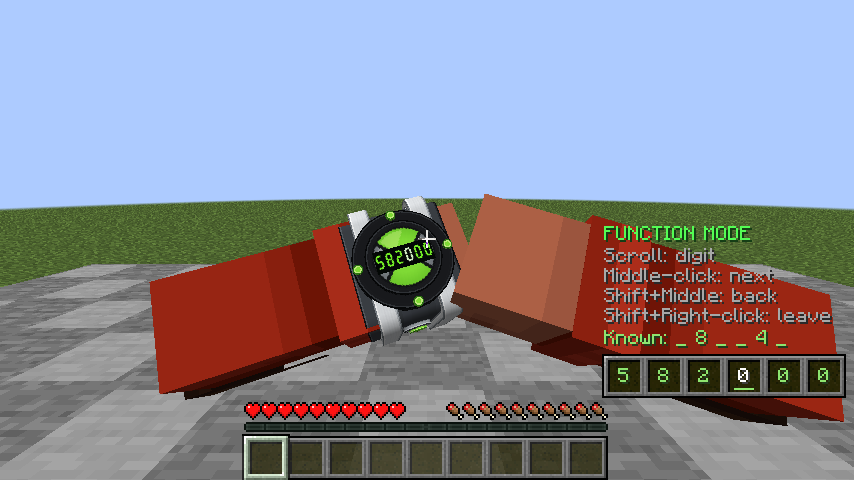 582000
FUNCTION MODE
Scroll: digit
Middle-click: next
Shift+Middle: back
Shift+Right-click: leave
Known: _ 8 _ _ 4 _
5 8 2 0 0 0